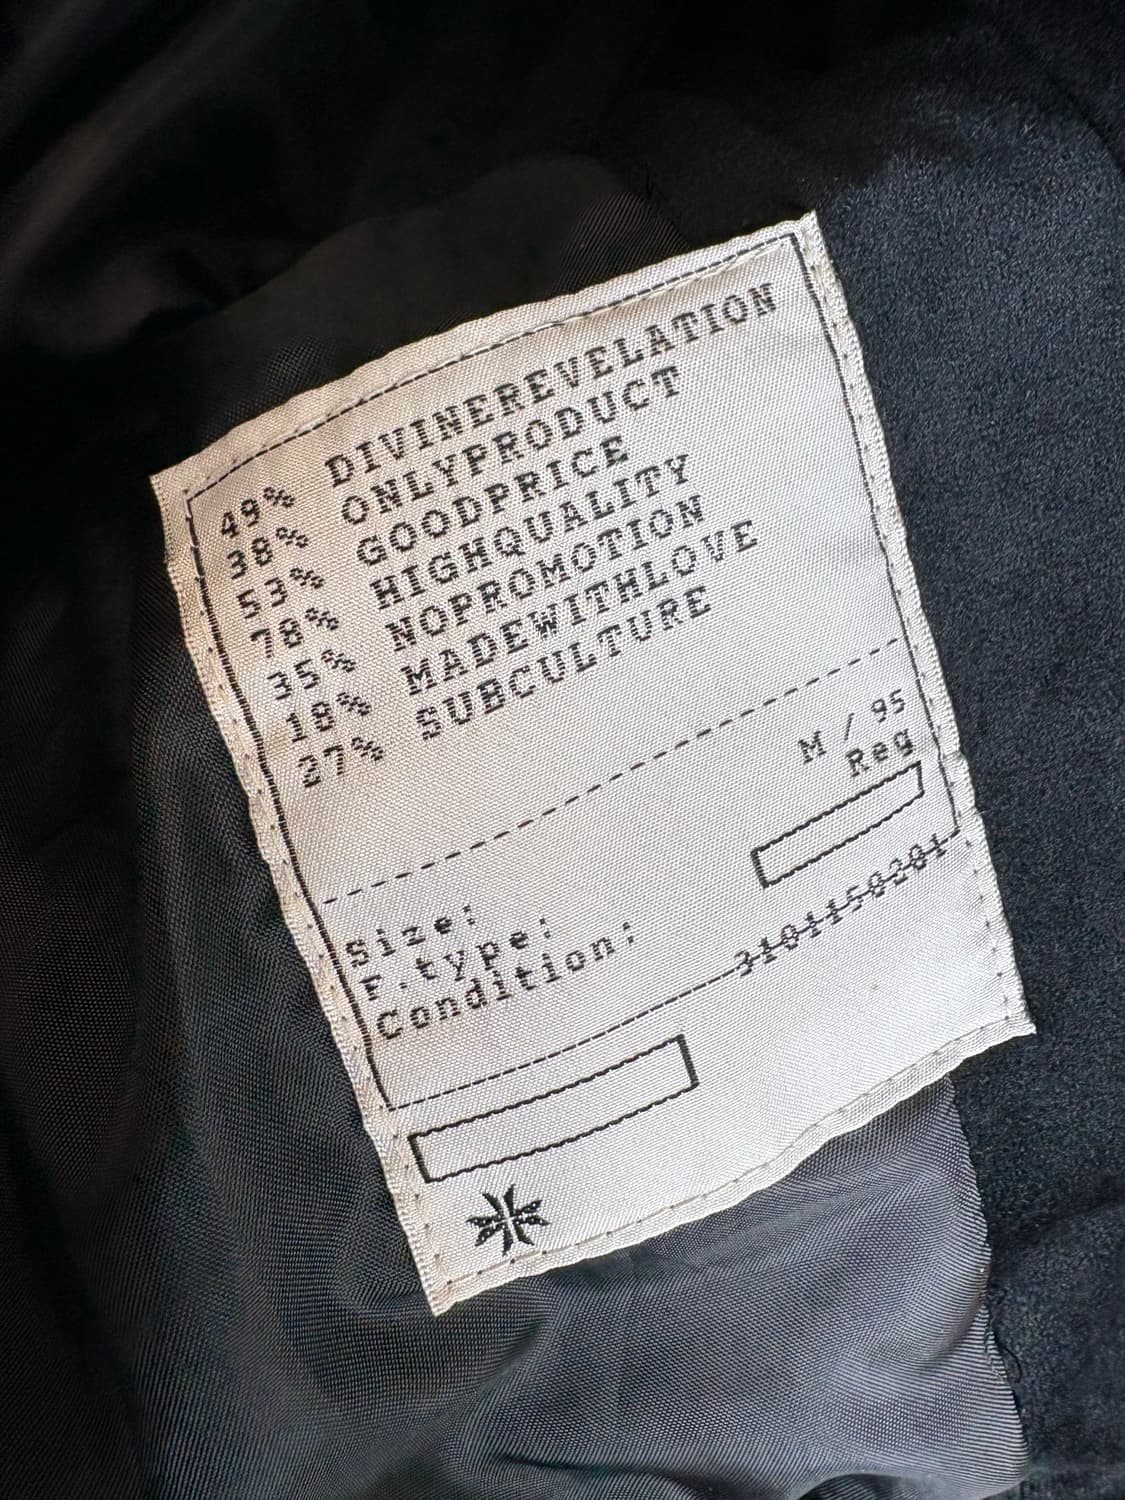 49% DIVINEREVELATION
38% ONLYPRODUCT
53% GOODPRICE
78% HIGHQUALITY
35% NOPROMOTION
18% MADEWITHLOVE
27% SUBCULTURE
Size: M / 95
F.type: Reg
Condition:
3101150201